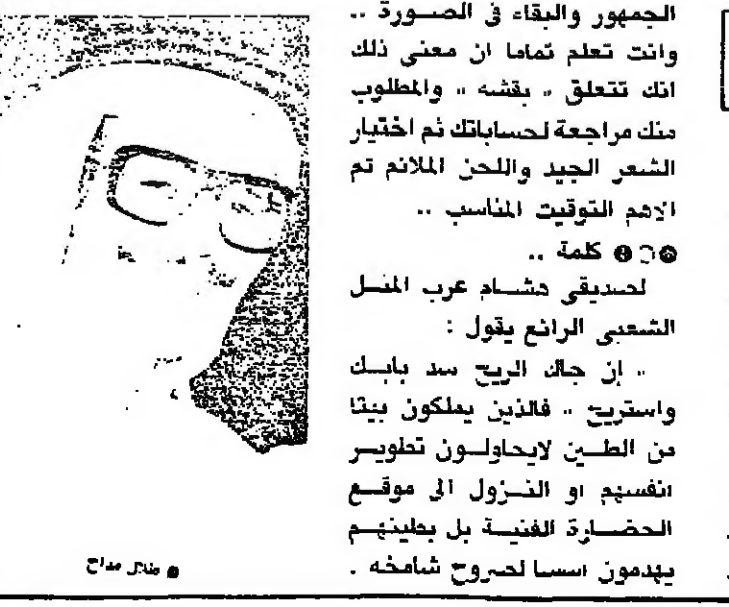 الجمهور والبقاء في الصورة ..
وانت تعلم تماما ان معنى ذلك
انك تتعلق « بقشه » والمطلوب
منك مراجعة لحساباتك ثم اختيار
الشعر الجيد واللحن الملائم ثم
الاهم التوقيت المناسب ..
كلمة ..
لصديقي هشام عرب المثل
الشعبي الرائع يقول :
« إن جاك الريح سد بابك
واستريح » فالذين يملكون بيتا
من الطين لايحاولون تطوير
انفسهم او النزول الى موقع
الحضارة الفنية بل بطينهم
يهدمون اسسا لصروح شامخه .
طلال مداح